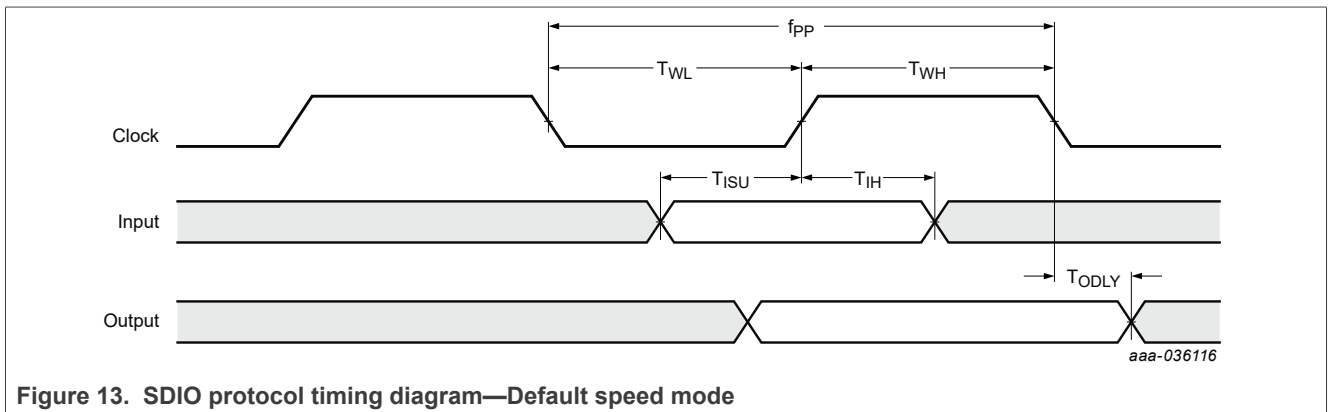 fPP
TWL
TWH
Clock
TISU
TIH
Input
TODLY
Output
aaa-036116
Figure 13. SDIO protocol timing diagram—Default speed mode